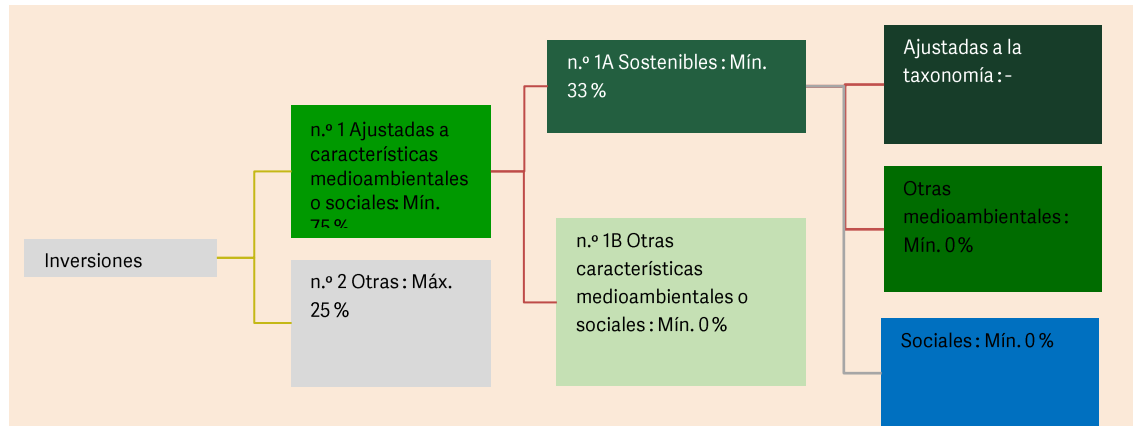 Inversiones
n.º 1 Ajustadas a
características
medioambientales
o sociales: Mín.
75 %
n.º 2 Otras : Máx.
25 %
n.º 1A Sostenibles : Mín.
33 %
n.º 1B Otras
características
medioambientales o
sociales : Mín. 0 %
Ajustadas a la
taxonomía : -
Otras
medioambientales :
Mín. 0 %
Sociales : Mín. 0 %